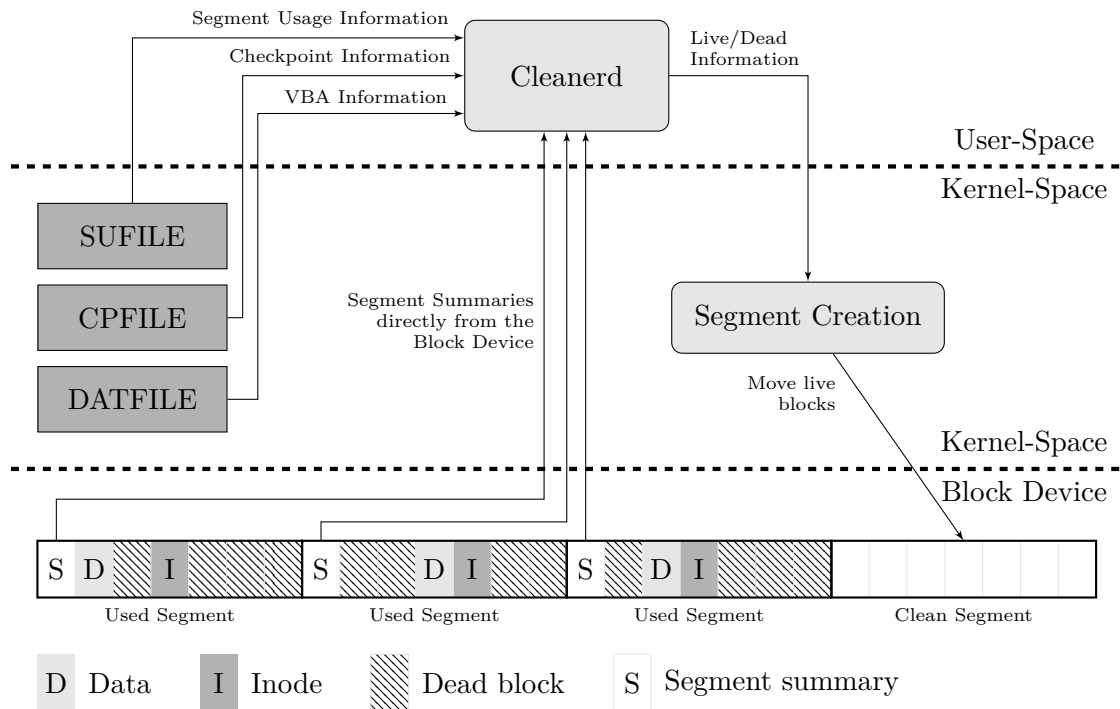 Segment Usage Information
Checkpoint Information
VBA Information
Cleanerd
Live/Dead
Information
User-Space
Kernel-Space
SUFILE
CPFILE
DATFILE
Segment Summaries
directly from the
Block Device
Segment Creation
Move live
blocks
Kernel-Space
Block Device
S D I S D I S D I
Used Segment Used Segment Used Segment Clean Segment
D Data I Inode Dead block S Segment summary